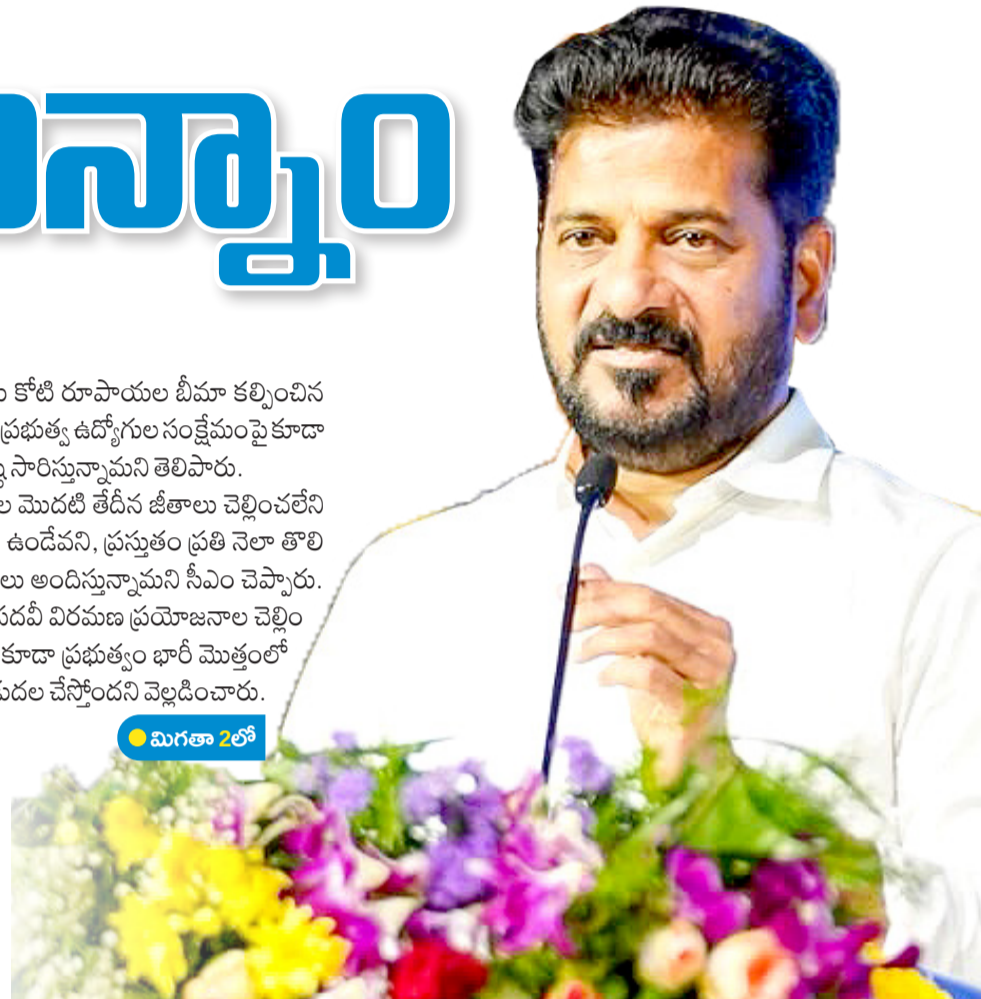 న్నాం
కోటి రూపాయల బీమా కల్పించిన
ప్రభుత్వ ఉద్యోగుల సంక్షేమంపై కూడా
సారిస్తున్నామని తెలిపారు.
మొదటి తేదీన జీతాలు చెల్లించలేని
ఉండేవని, ప్రస్తుతం ప్రతి నెలా తొలి
అందిస్తున్నామని సీఎం చెప్పారు.
పదవీ విరమణ ప్రయోజనాల చెల్లిం
కూడా ప్రభుత్వం భారీ మొత్తంలో
చేస్తోందని వెల్లడించారు.
మిగతా 2లో